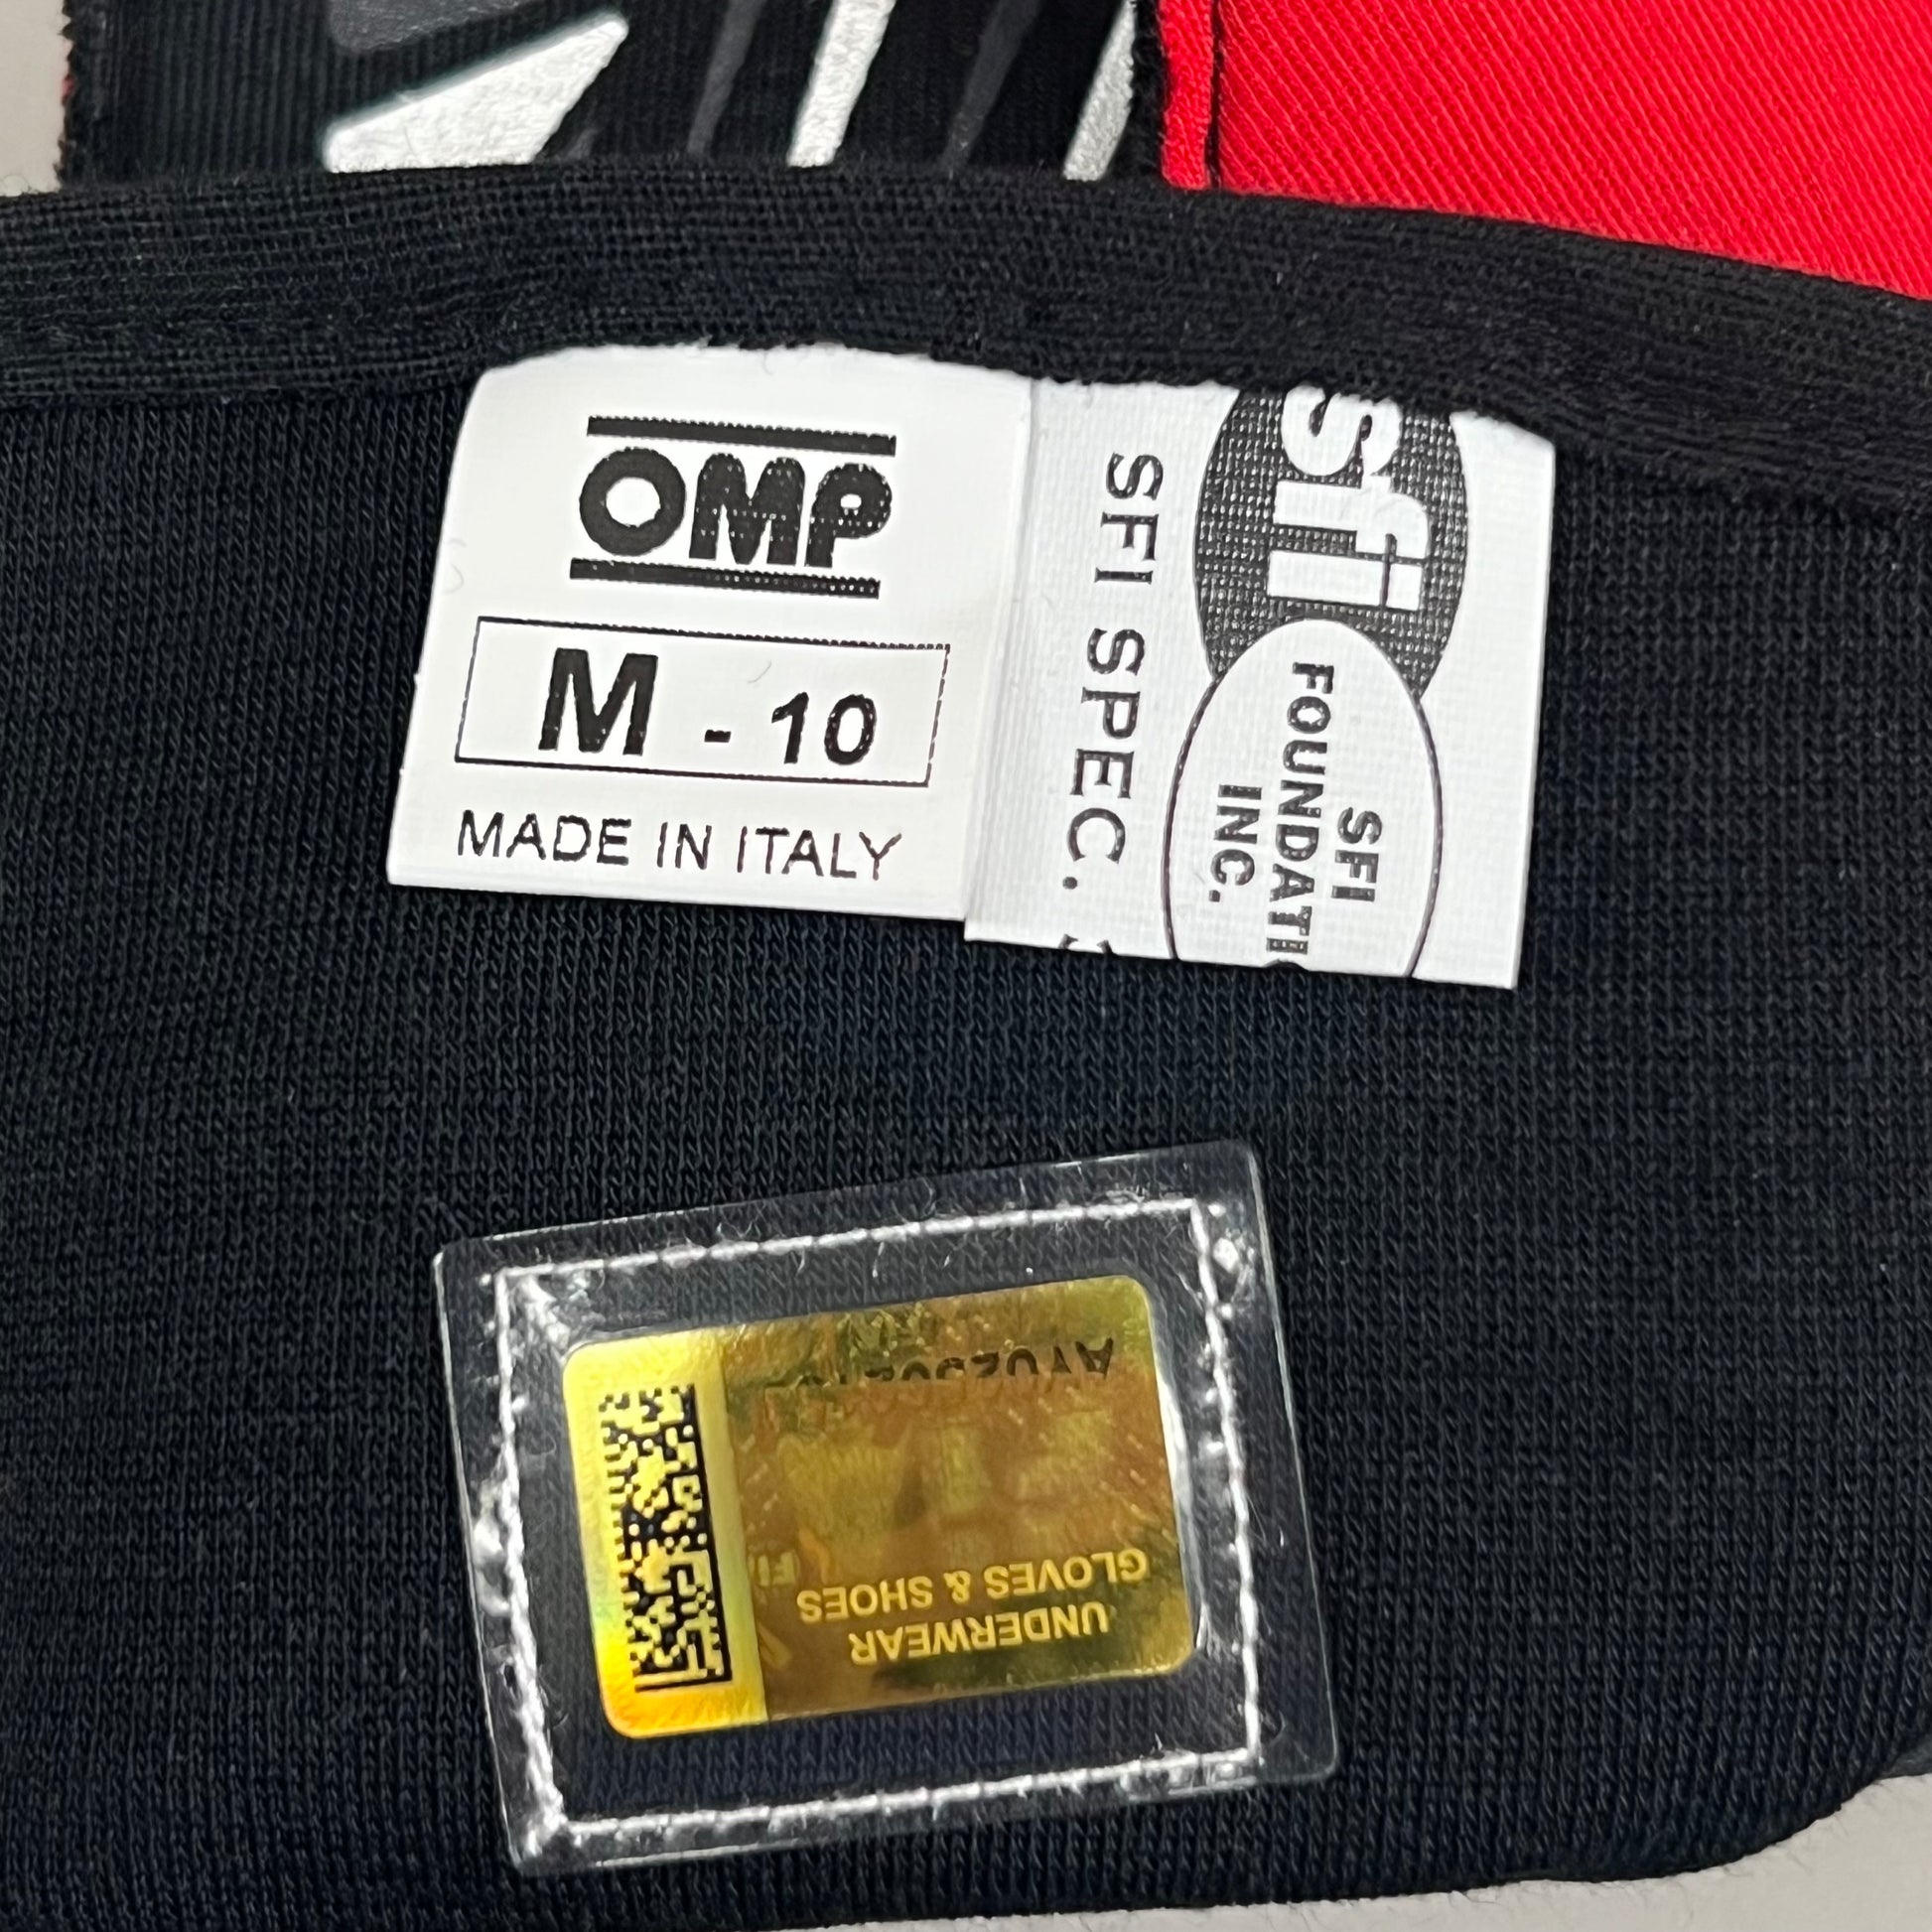 OMP
M - 10
MADE IN ITALY
sfi
SFI
FOUNDATI
INC.
SFI SPEC.
UNDERWEAR
GLOVES & SHOES